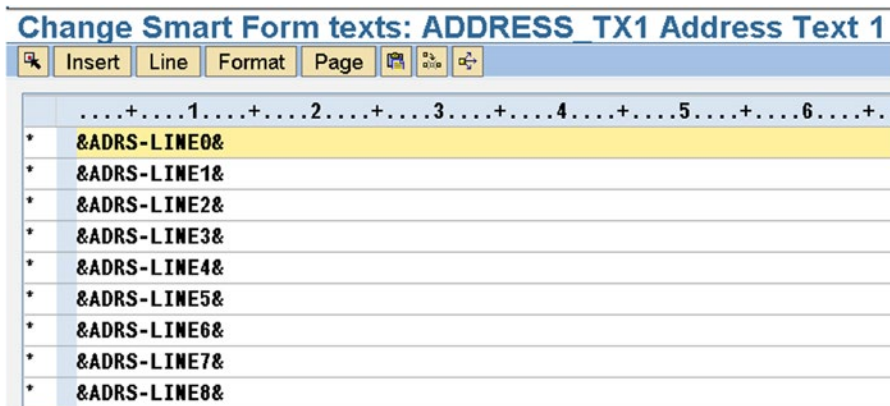 Change Smart Form texts: ADDRESS_TX1 Address Text 1
Insert Line Format Page
....+....1....+....2....+....3....+....4....+....5....+....6....+.
* &ADRS-LINE0&
* &ADRS-LINE1&
* &ADRS-LINE2&
* &ADRS-LINE3&
* &ADRS-LINE4&
* &ADRS-LINE5&
* &ADRS-LINE6&
* &ADRS-LINE7&
* &ADRS-LINE8&